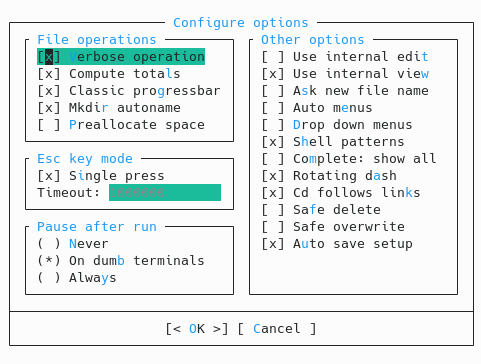 Configure options
File operations
[x] Verbose operation
[x] Compute totals
[x] Classic progressbar
[x] Mkdir autoname
[ ] Preallocate space
Esc key mode
[x] Single press
Timeout: 1000000
Pause after run
( ) Never
(*) On dumb terminals
( ) Always
Other options
[ ] Use internal edit
[x] Use internal view
[ ] Ask new file name
[ ] Auto menus
[ ] Drop down menus
[x] Shell patterns
[ ] Complete: show all
[x] Rotating dash
[x] Cd follows links
[ ] Safe delete
[ ] Safe overwrite
[x] Auto save setup
[< OK >] [ Cancel ]